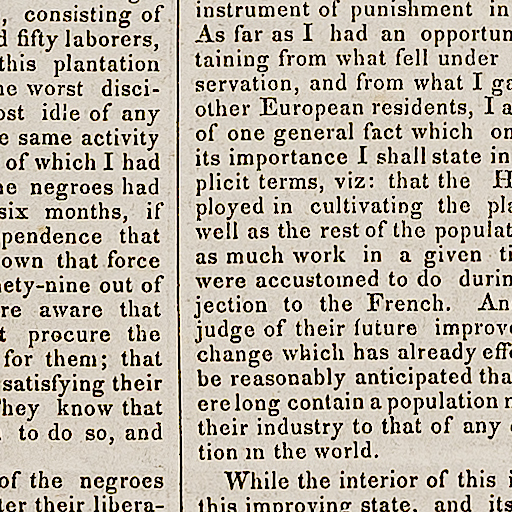 , consisting of
d fifty laborers,
this plantation
he worst disci-
ost idle of any
e same activity
of which I had
he negroes had
six months, if
pendence that
own that force
nety-nine out of
re aware that
t procure the
for them; that
satisfying their
They know that
. to do so, and
of the negroes
ter their libera-
instrument of punishment in
As far as I had an opportun
taining from what fell under
servation, and from what I ga
other European residents, I a
of one general fact which on
its importance I shall state in
plicit terms, viz: that the H
ployed in cultivating the pla
well as the rest of the populat
as much work in a given ti
were accustomed to do durin
jection to the French. An
judge of their future improve
change which has already effe
be reasonably anticipated tha
ere long contain a population n
their industry to that of any
tion in the world.
While the interior of this i
this improving state, and its